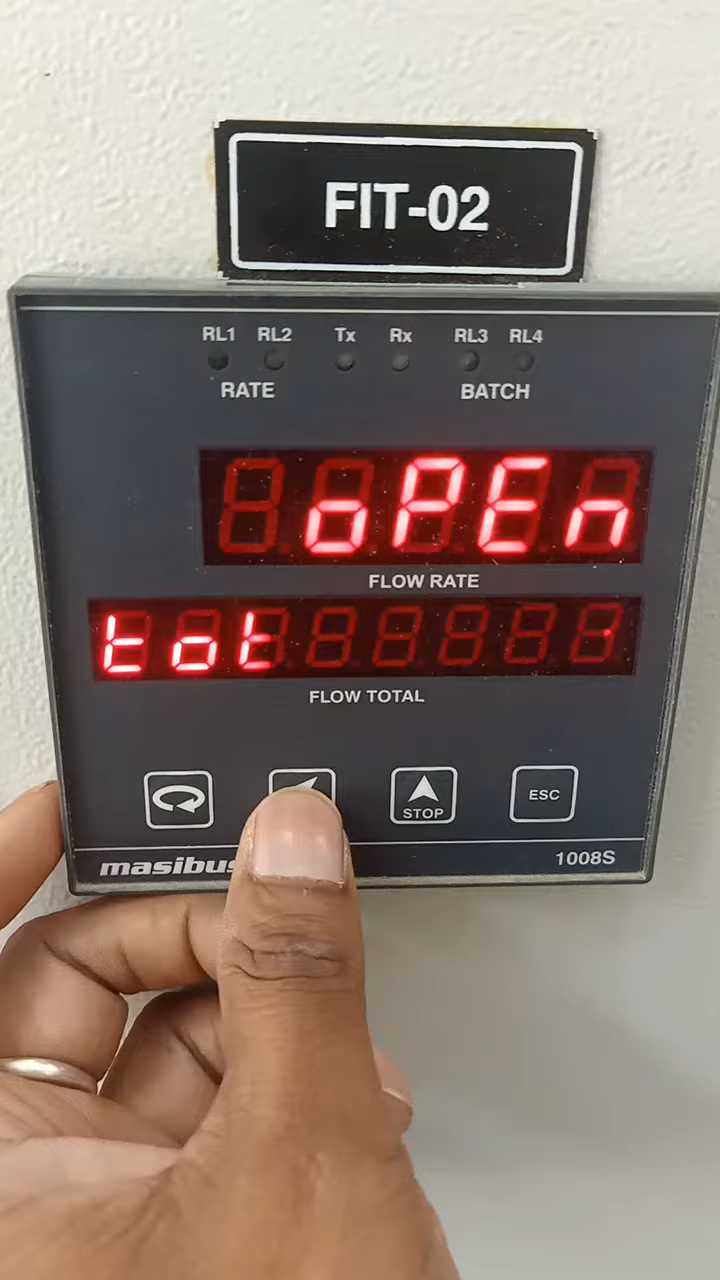 FIT-02
RL1 RL2 Tx Rx RL3 RL4
RATE BATCH
oPEn
FLOW RATE
tot
FLOW TOTAL
STOP ESC
masibus 1008S